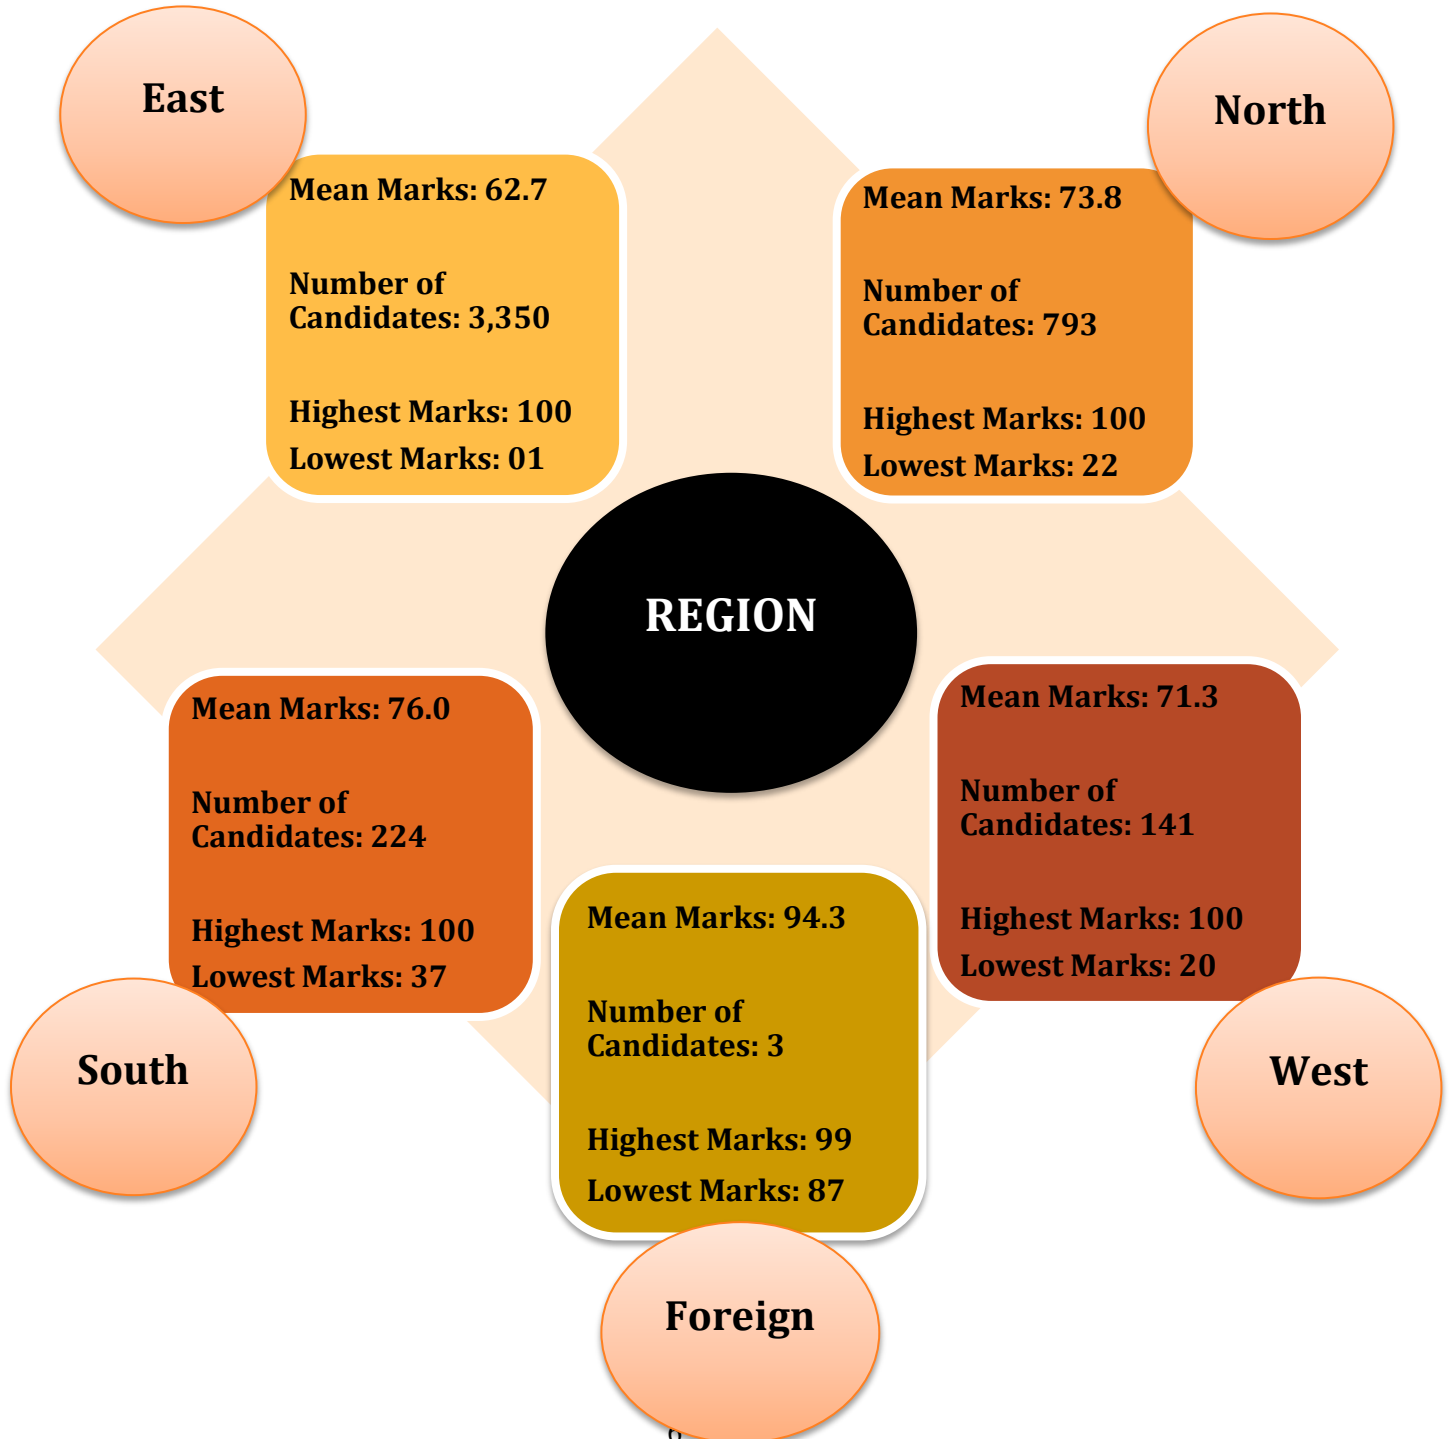 East
Mean Marks: 62.7
Number of
Candidates: 3,350
Highest Marks: 100
Lowest Marks: 01
North
Mean Marks: 73.8
Number of
Candidates: 793
Highest Marks: 100
Lowest Marks: 22
REGION
Mean Marks: 76.0
Number of
Candidates: 224
Highest Marks: 100
Lowest Marks: 37
South
Mean Marks: 94.3
Number of
Candidates: 3
Highest Marks: 99
Lowest Marks: 87
Foreign
Mean Marks: 71.3
Number of
Candidates: 141
Highest Marks: 100
Lowest Marks: 20
West